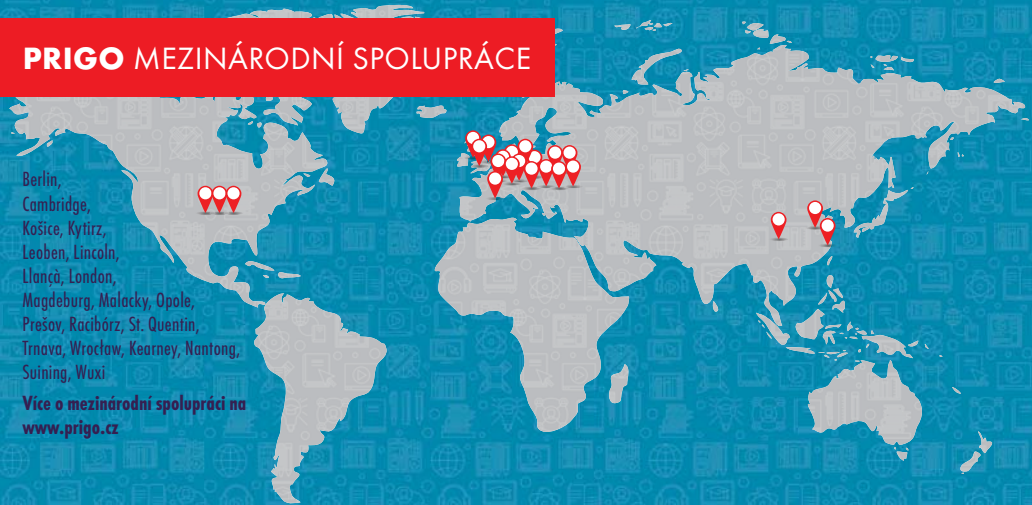 PRIGO MEZINÁRODNÍ SPOLUPRÁCE
Berlin,
Cambridge,
Košice, Kytirz,
Leoben, Lincoln,
Llançà, London,
Magdeburg, Malacky, Opole,
Prešov, Racibórz, St. Quentin,
Trnava, Wrocław, Kearney, Nantong,
Suining, Wuxi
Více o mezinárodní spolupráci na
www.prigo.cz